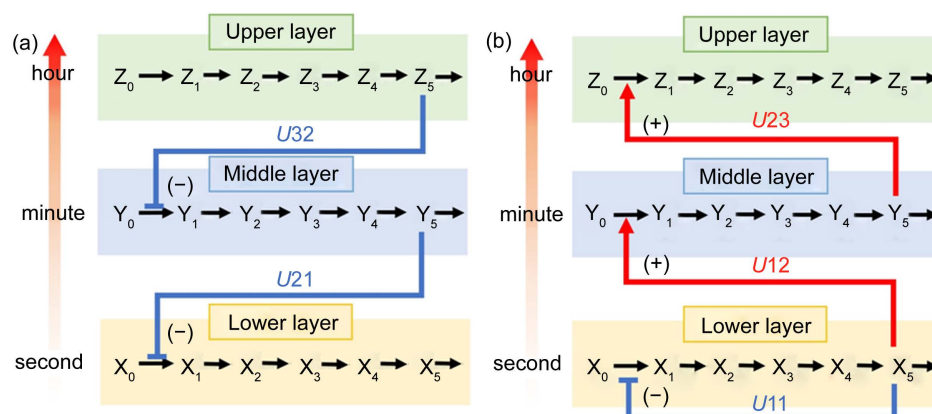 (a)
Upper layer
hour
Z0 Z1 Z2 Z3 Z4 Z5
U32
(−)
Middle layer
minute
Y0 Y1 Y2 Y3 Y4 Y5
U21
(−)
Lower layer
second
X0 X1 X2 X3 X4 X5
(b)
Upper layer
hour
Z0 Z1 Z2 Z3 Z4 Z5
(+)
U23
Middle layer
minute
Y0 Y1 Y2 Y3 Y4 Y5
(+)
U12
Lower layer
second
X0 X1 X2 X3 X4 X5
(−)
U11